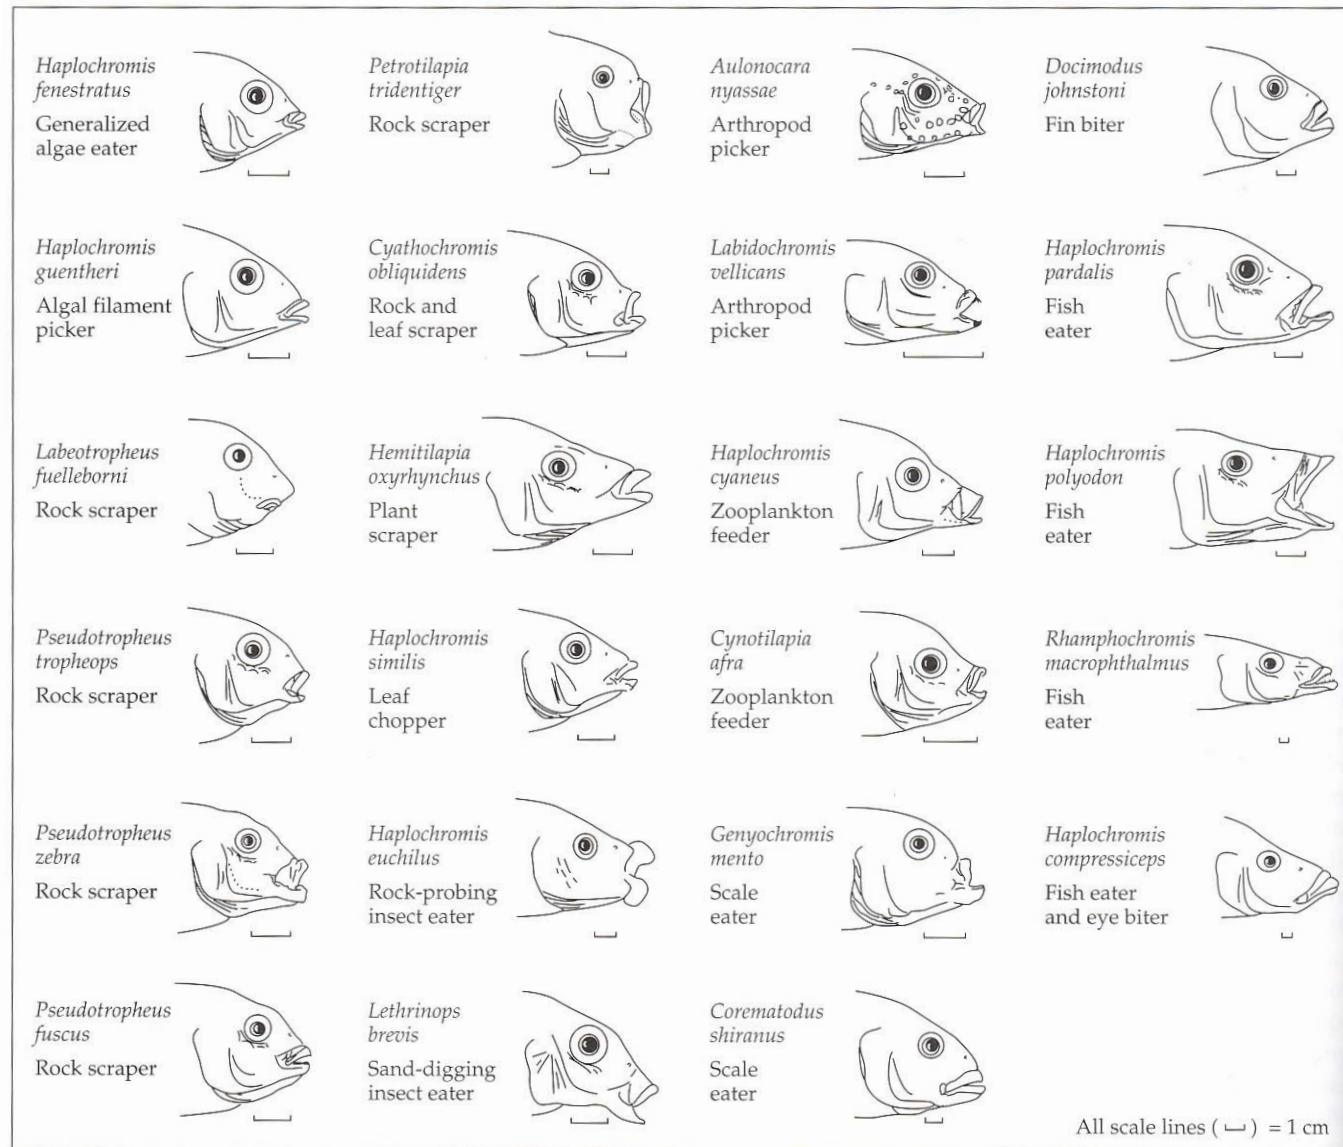 Haplochromis
fenestratus
Generalized
algae eater
Haplochromis
guentheri
Algal filament
picker
Labeotropheus
fuelleborni
Rock scraper
Pseudotropheus
tropheops
Rock scraper
Pseudotropheus
zebra
Rock scraper
Pseudotropheus
fuscus
Rock scraper
Petrotilapia
tridentiger
Rock scraper
Cyathochromis
obliquidens
Rock and
leaf scraper
Hemitilapia
oxyrhynchus
Plant
scraper
Haplochromis
similis
Leaf
chopper
Haplochromis
euchilus
Rock-probing
insect eater
Lethrinops
brevis
Sand-digging
insect eater
Aulonocara
nyassae
Arthropod
picker
Labidochromis
vellicans
Arthropod
picker
Haplochromis
cyaneus
Zooplankton
feeder
Cynotilapia
afra
Zooplankton
feeder
Genyochromis
mento
Scale
eater
Corematodus
shiranus
Scale
eater
Docimodus
johnstoni
Fin biter
Haplochromis
pardalis
Fish
eater
Haplochromis
polyodon
Fish
eater
Rhamphochromis
macrophthalmus
Fish
eater
Haplochromis
compressiceps
Fish eater
and eye biter
All scale lines ( ⎵ ) = 1 cm